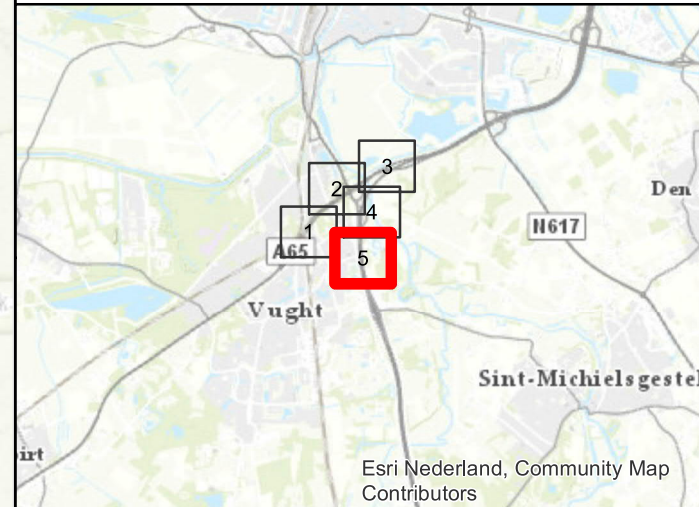 3
2
Den
4
N617
1
A65
5
Vught
Sint-Michielsgestel
irt
Esri Nederland, Community Map
Contributors